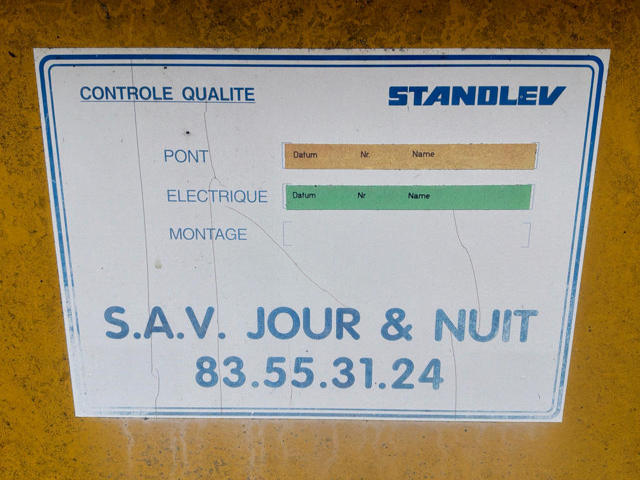 CONTROLE QUALITE STANDLEV
PONT Datum Nr. Name
ELECTRIQUE Datum Nr Name
MONTAGE
S.A.V. JOUR & NUIT
83.55.31.24